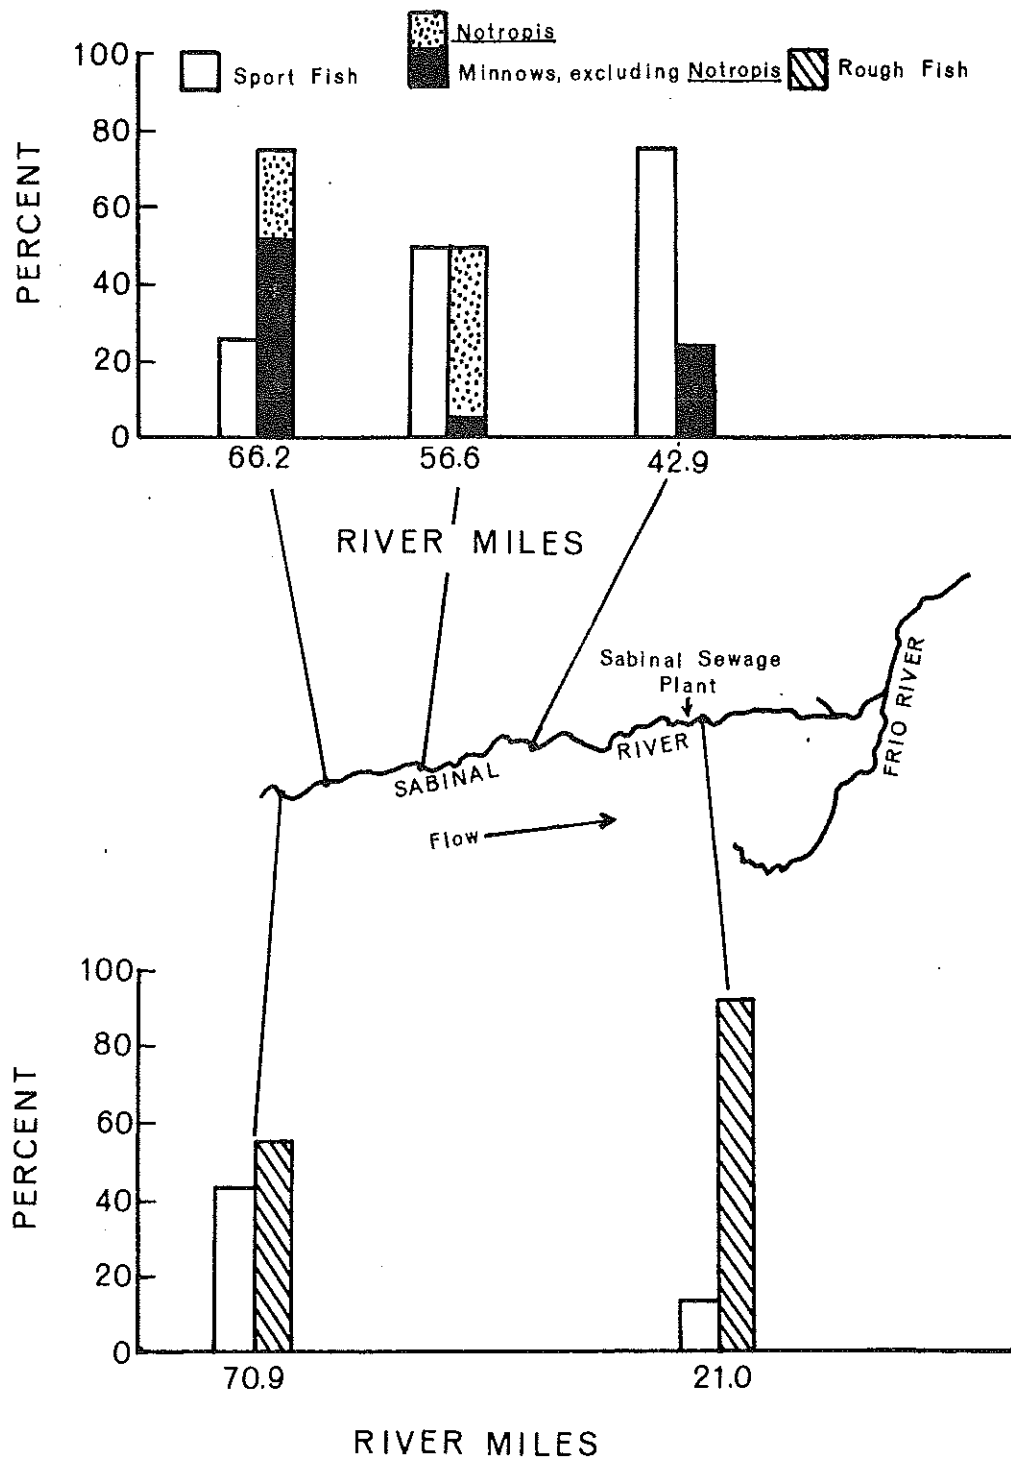 Notropis
Sport Fish
Minnows, excluding Notropis
Rough Fish
PERCENT
100
80
60
40
20
0
66.2
56.6
42.9
RIVER MILES
Sabinal Sewage
Plant
SABINAL RIVER
FRIO RIVER
Flow
PERCENT
100
80
60
40
20
0
70.9
21.0
RIVER MILES